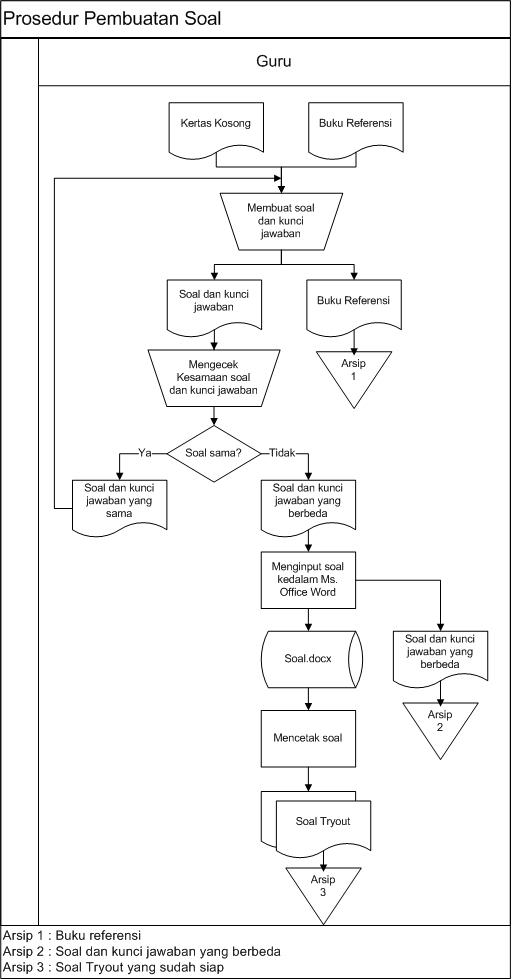 Prosedur Pembuatan Soal
Guru
Kertas Kosong
Buku Referensi
Membuat soal
dan kunci
jawaban
Soal dan kunci
jawaban
Buku Referensi
Arsip
1
Mengecek
Kesamaan soal
dan kunci jawaban
Soal sama?
Ya
Tidak
Soal dan kunci
jawaban yang
sama
Soal dan kunci
jawaban yang
berbeda
Menginput soal
kedalam Ms.
Office Word
Soal dan kunci
jawaban yang
berbeda
Soal.docx
Arsip
2
Mencetak soal
Soal Tryout
Arsip
3
Arsip 1 : Buku referensi
Arsip 2 : Soal dan kunci jawaban yang berbeda
Arsip 3 : Soal Tryout yang sudah siap